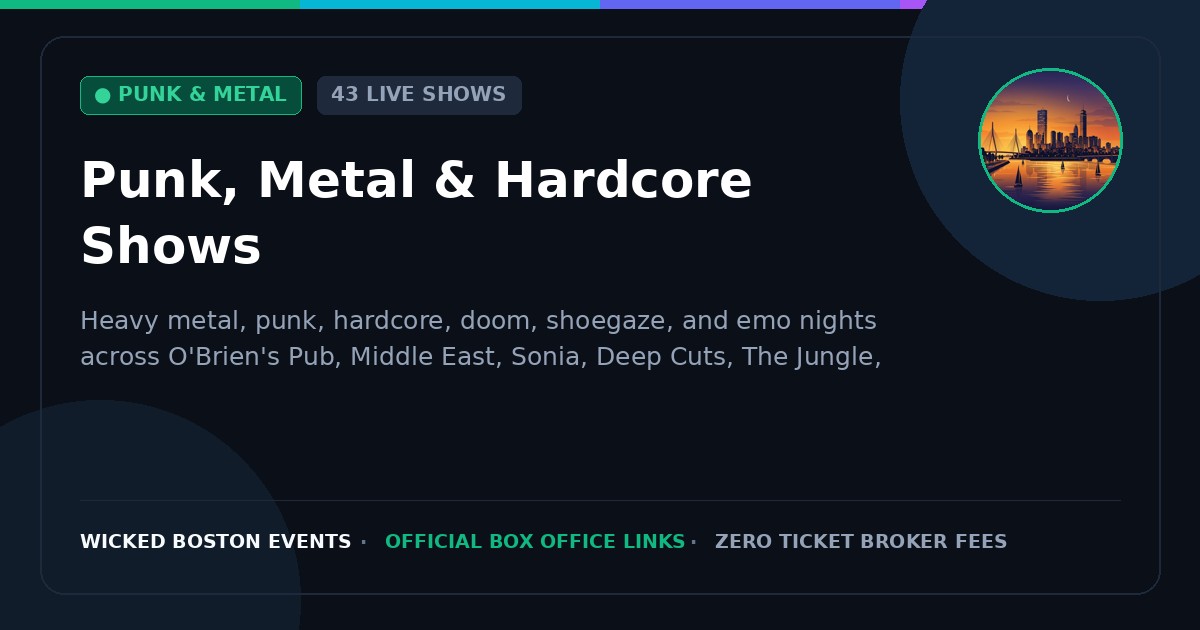 PUNK & METAL
43 LIVE SHOWS
Punk, Metal & Hardcore
Shows
Heavy metal, punk, hardcore, doom, shoegaze, and emo nights
across O'Brien's Pub, Middle East, Sonia, Deep Cuts, The Jungle,
WICKED BOSTON EVENTS · OFFICIAL BOX OFFICE LINKS · ZERO TICKET BROKER FEES